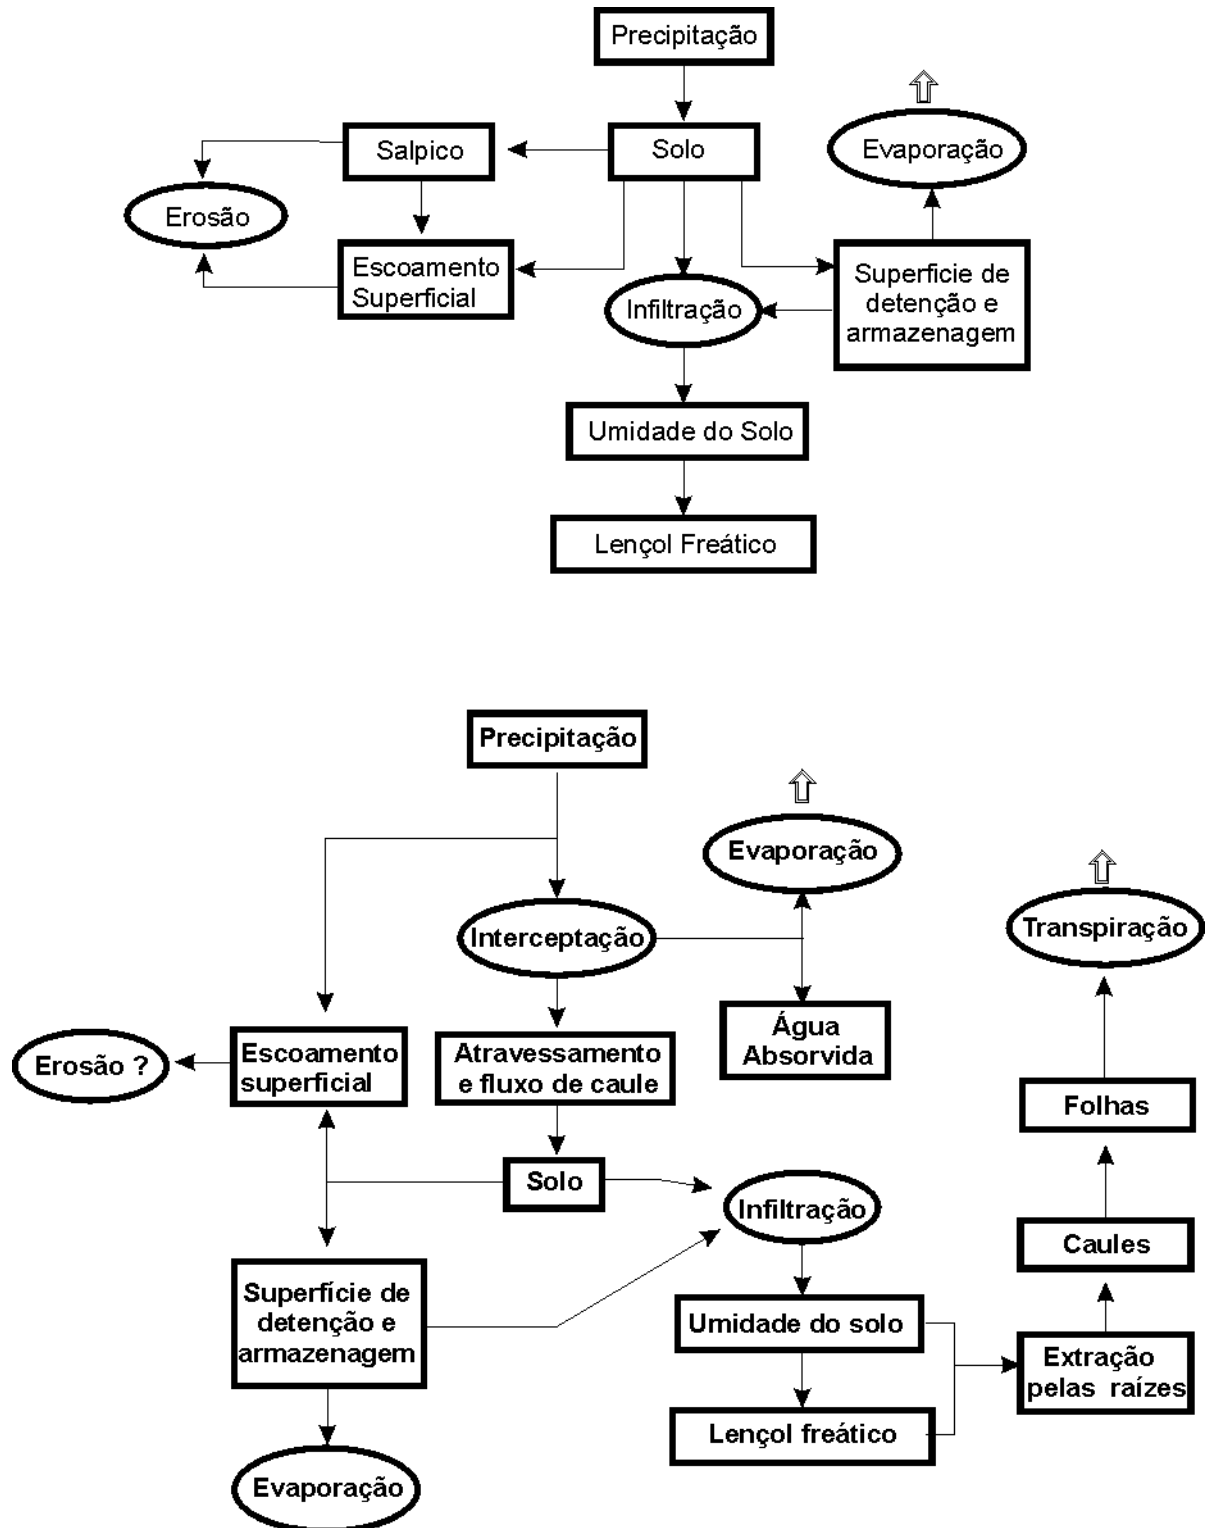 Precipitação
Salpico
Solo
Evaporação
Erosão
Escoamento
Superficial
Infiltração
Superficie de
detenção e
armazenagem
Umidade do Solo
Lençol Freático
Precipitação
Evaporação
Interceptação
Transpiração
Erosão ?
Escoamento
superficial
Atravessamento
e fluxo de caule
Água
Absorvida
Folhas
Solo
Infiltração
Caules
Superfície de
detenção e
armazenagem
Umidade do solo
Extração
pelas raízes
Lençol freático
Evaporação